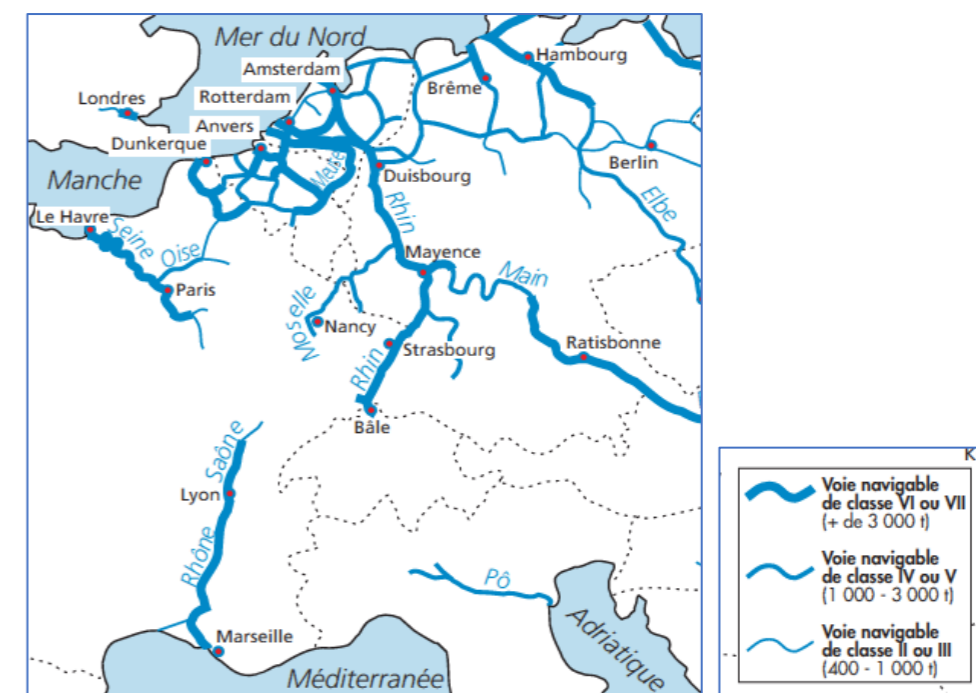 Mer du Nord
Hambourg
Amsterdam
Brême
Londres
Rotterdam
Anvers
Dunkerque
Berlin
Meuse
Duisbourg
Manche
Rhin
Elbe
Le Havre
Seine
Oise
Mayence
Main
Paris
Moselle
Nancy
Strasbourg
Ratisbonne
Rhin
Bâle
Saône
Lyon
Rhône
Pô
Marseille
Adriatique
Méditerranée
K
Voie navigable
de classe VI ou VII
(+ de 3 000 t)
Voie navigable
de classe IV ou V
(1 000 - 3 000 t)
Voie navigable
de classe II ou III
(400 - 1 000 t)